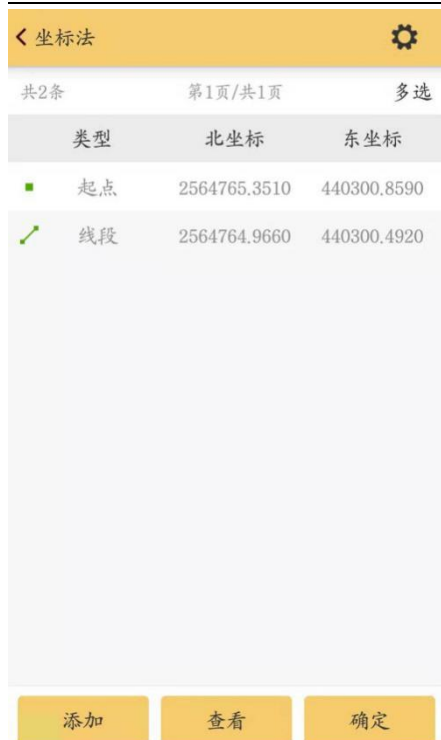 坐标法
共2条 第1页/共1页 多选
类型 北坐标 东坐标
起点 2564765.3510 440300.8590
线段 2564764.9660 440300.4920
添加 查看 确定